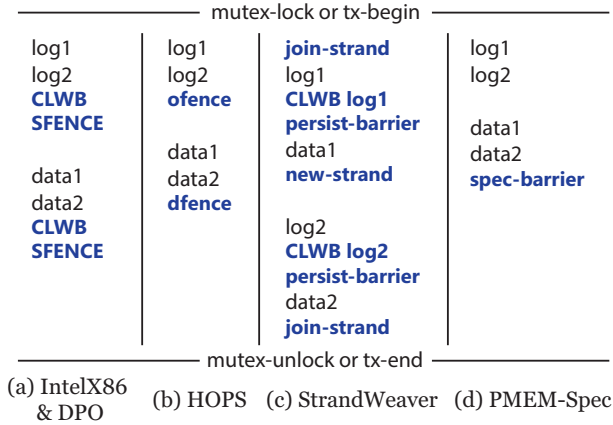 mutex-lock or tx-begin
log1
log2
CLWB
SFENCE
data1
data2
CLWB
SFENCE
log1
log2
ofence
data1
data2
dfence
join-strand
log1
CLWB log1
persist-barrier
data1
new-strand
log2
CLWB log2
persist-barrier
data2
join-strand
log1
log2
data1
data2
spec-barrier
mutex-unlock or tx-end
(a) IntelX86
& DPO
(b) HOPS
(c) StrandWeaver
(d) PMEM-Spec